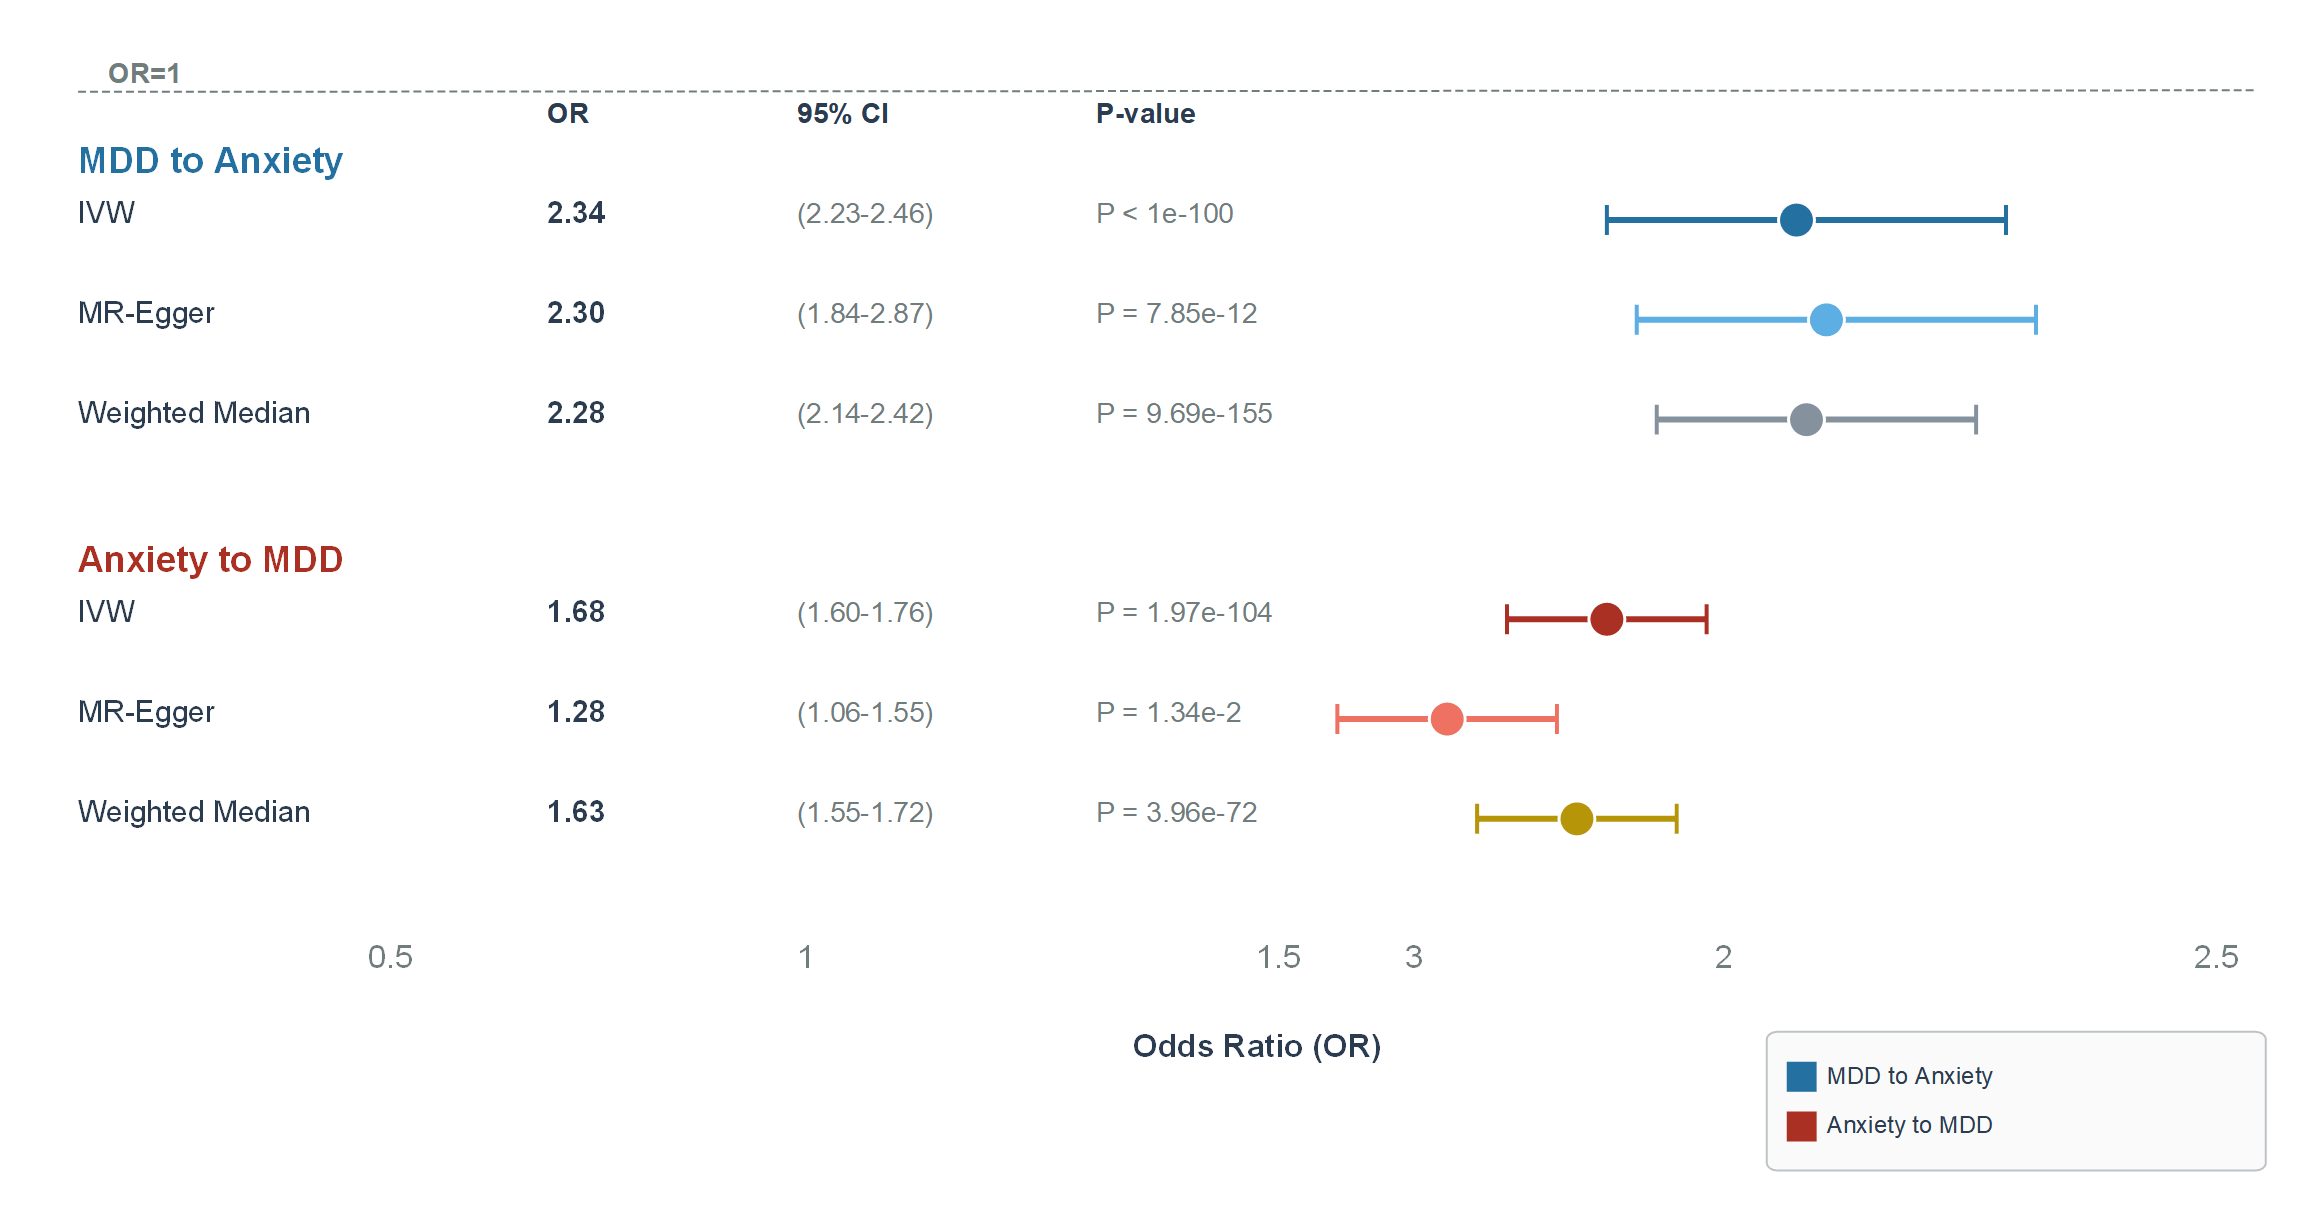 OR=1
OR 95% CI P-value
MDD to Anxiety
IVW 2.34 (2.23-2.46) P < 1e-100
MR-Egger 2.30 (1.84-2.87) P = 7.85e-12
Weighted Median 2.28 (2.14-2.42) P = 9.69e-155
Anxiety to MDD
IVW 1.68 (1.60-1.76) P = 1.97e-104
MR-Egger 1.28 (1.06-1.55) P = 1.34e-2
Weighted Median 1.63 (1.55-1.72) P = 3.96e-72
0.5 1 1.5 3 2 2.5
Odds Ratio (OR)
MDD to Anxiety
Anxiety to MDD